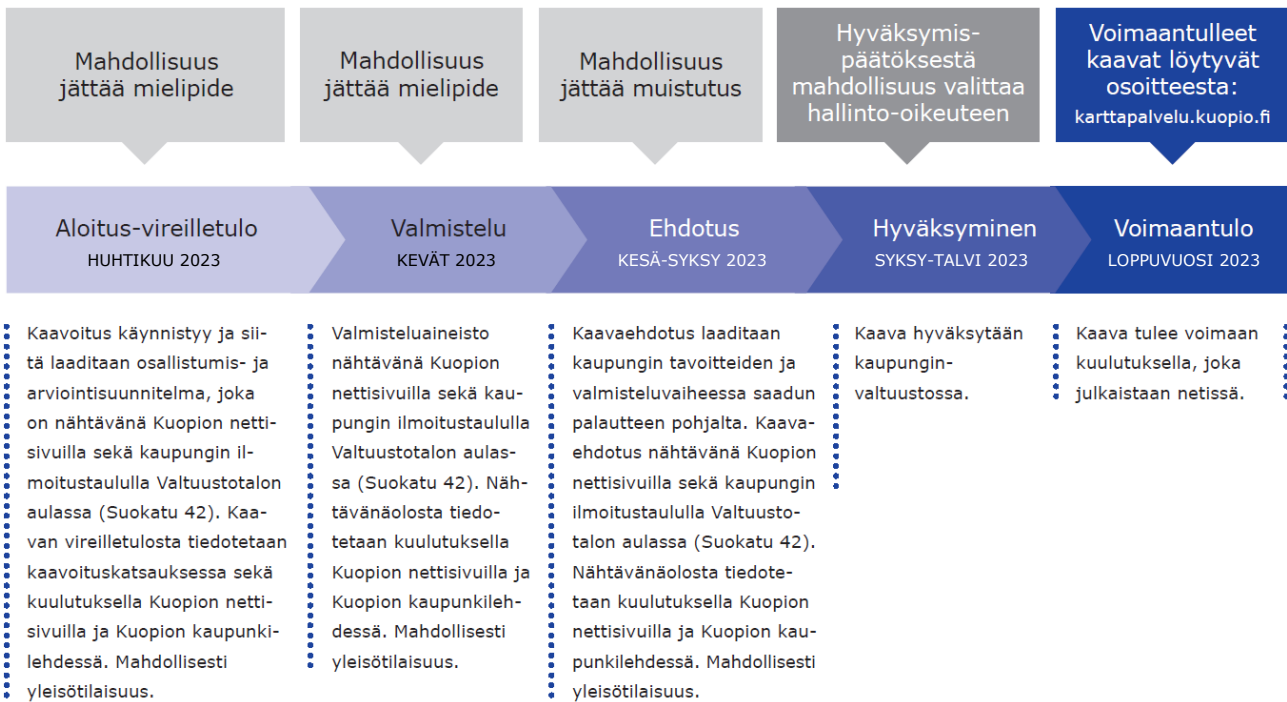 Mahdollisuus
jättää mielipide
Mahdollisuus
jättää mielipide
Mahdollisuus
jättää muistutus
Hyväksymis-
päätöksestä
mahdollisuus valittaa
hallinto-oikeuteen
Voimaantulleet
kaavat löytyvät
osoitteesta:
karttapalvelu.kuopio.fi
Aloitus-vireilletulo
HUHTIKUU 2023
Valmistelu
KEVÄT 2023
Ehdotus
KESÄ-SYKSY 2023
Hyväksyminen
SYKSY-TALVI 2023
Voimaantulo
LOPPUVUOSI 2023
Kaavoitus käynnistyy ja sii-
tä laaditaan osallistumis- ja
arviointisuunnitelma, joka
on nähtävänä Kuopion netti-
sivuilla sekä kaupungin il-
moitustaululla Valtuustotalon
aulassa (Suokatu 42). Kaa-
van vireilletulosta tiedotetaan
kaavoituskatsauksessa sekä
kuulutuksella Kuopion netti-
sivuilla ja Kuopion kaupunki-
lehdessä. Mahdollisesti
yleisötilaisuus.
Valmisteluaineisto
nähtävänä Kuopion
nettisivuilla sekä kau-
pungin ilmoitustaululla
Valtuustotalon aulas-
sa (Suokatu 42). Näh-
tävänäolosta tiedo-
tetaan kuulutuksella
Kuopion nettisivuilla ja
Kuopion kaupunkileh-
dessä. Mahdollisesti
yleisötilaisuus.
Kaavaehdotus laaditaan
kaupungin tavoitteiden ja
valmisteluvaiheessa saadun
palautteen pohjalta. Kaava-
ehdotus nähtävänä Kuopion
nettisivuilla sekä kaupungin
ilmoitustaululla Valtuusto-
talon aulassa (Suokatu 42).
Nähtävänäolosta tiedote-
taan kuulutuksella Kuopion
nettisivuilla ja Kuopion kau-
punkilehdessä. Mahdollisesti
yleisötilaisuus.
Kaava hyväksytään
kaupungin-
valtuustossa.
Kaava tulee voimaan
kuulutuksella, joka
julkaistaan netissä.